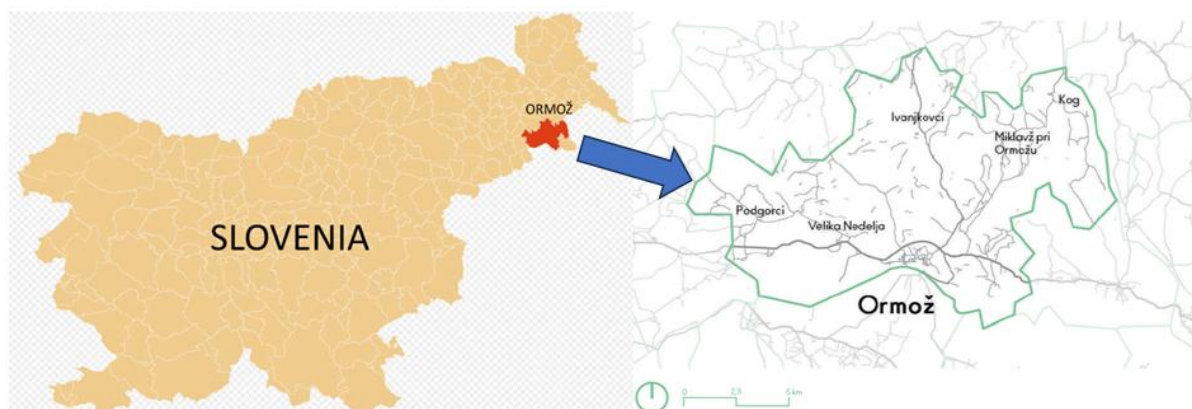 ORMOŽ
SLOVENIA
Kog
Ivanjkovci
Miklavž pri
Ormožu
Podgorci
Velika Nedelja
Ormož
0 2,5 5 km